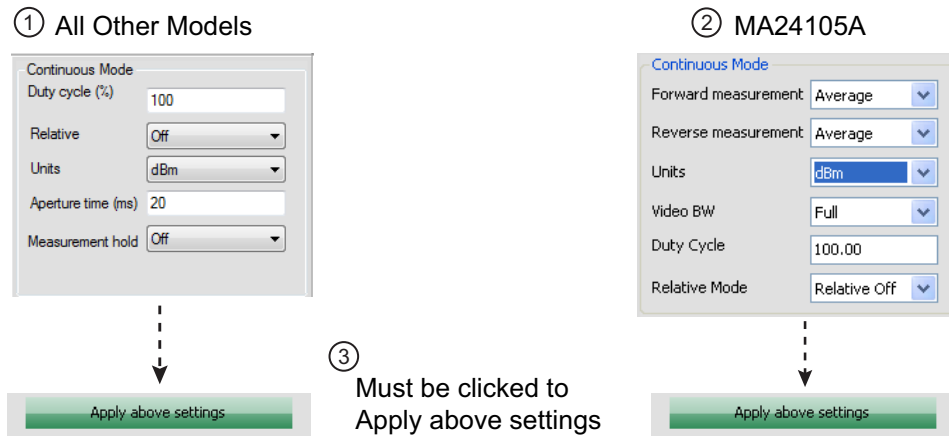 ① All Other Models
Continuous Mode
Duty cycle (%) 100
Relative Off
Units dBm
Aperture time (ms) 20
Measurement hold Off
Apply above settings
② MA24105A
Continuous Mode
Forward measurement Average
Reverse measurement Average
Units dBm
Video BW Full
Duty Cycle 100.00
Relative Mode Relative Off
Apply above settings
③
Must be clicked to
Apply above settings